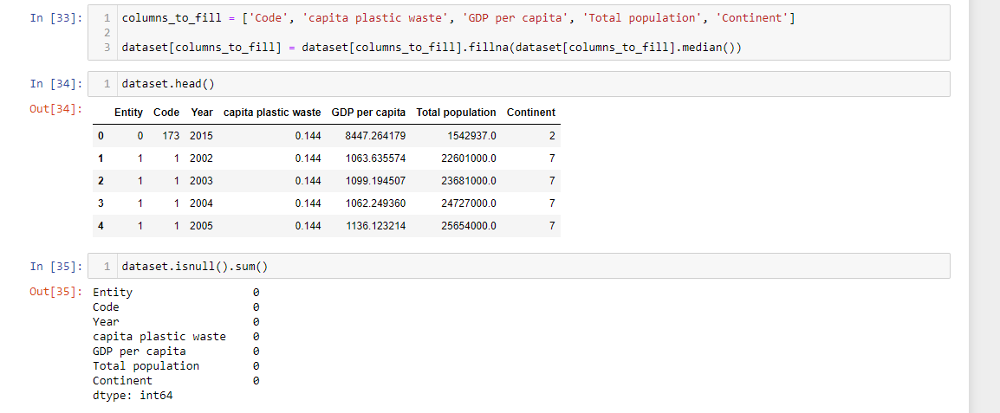 In [33]: 1 columns_to_fill = ['Code', 'capita plastic waste', 'GDP per capita', 'Total population', 'Continent']
2
3 dataset[columns_to_fill] = dataset[columns_to_fill].fillna(dataset[columns_to_fill].median())
In [34]: 1 dataset.head()
Out[34]: Entity Code Year capita plastic waste GDP per capita Total population Continent
0 0 173 2015 0.144 8447.264179 1542937.0 2
1 1 1 2002 0.144 1063.635574 22601000.0 7
2 1 1 2003 0.144 1099.194507 23681000.0 7
3 1 1 2004 0.144 1062.249360 24727000.0 7
4 1 1 2005 0.144 1136.123214 25654000.0 7
In [35]: 1 dataset.isnull().sum()
Out[35]: Entity 0
Code 0
Year 0
capita plastic waste 0
GDP per capita 0
Total population 0
Continent 0
dtype: int64